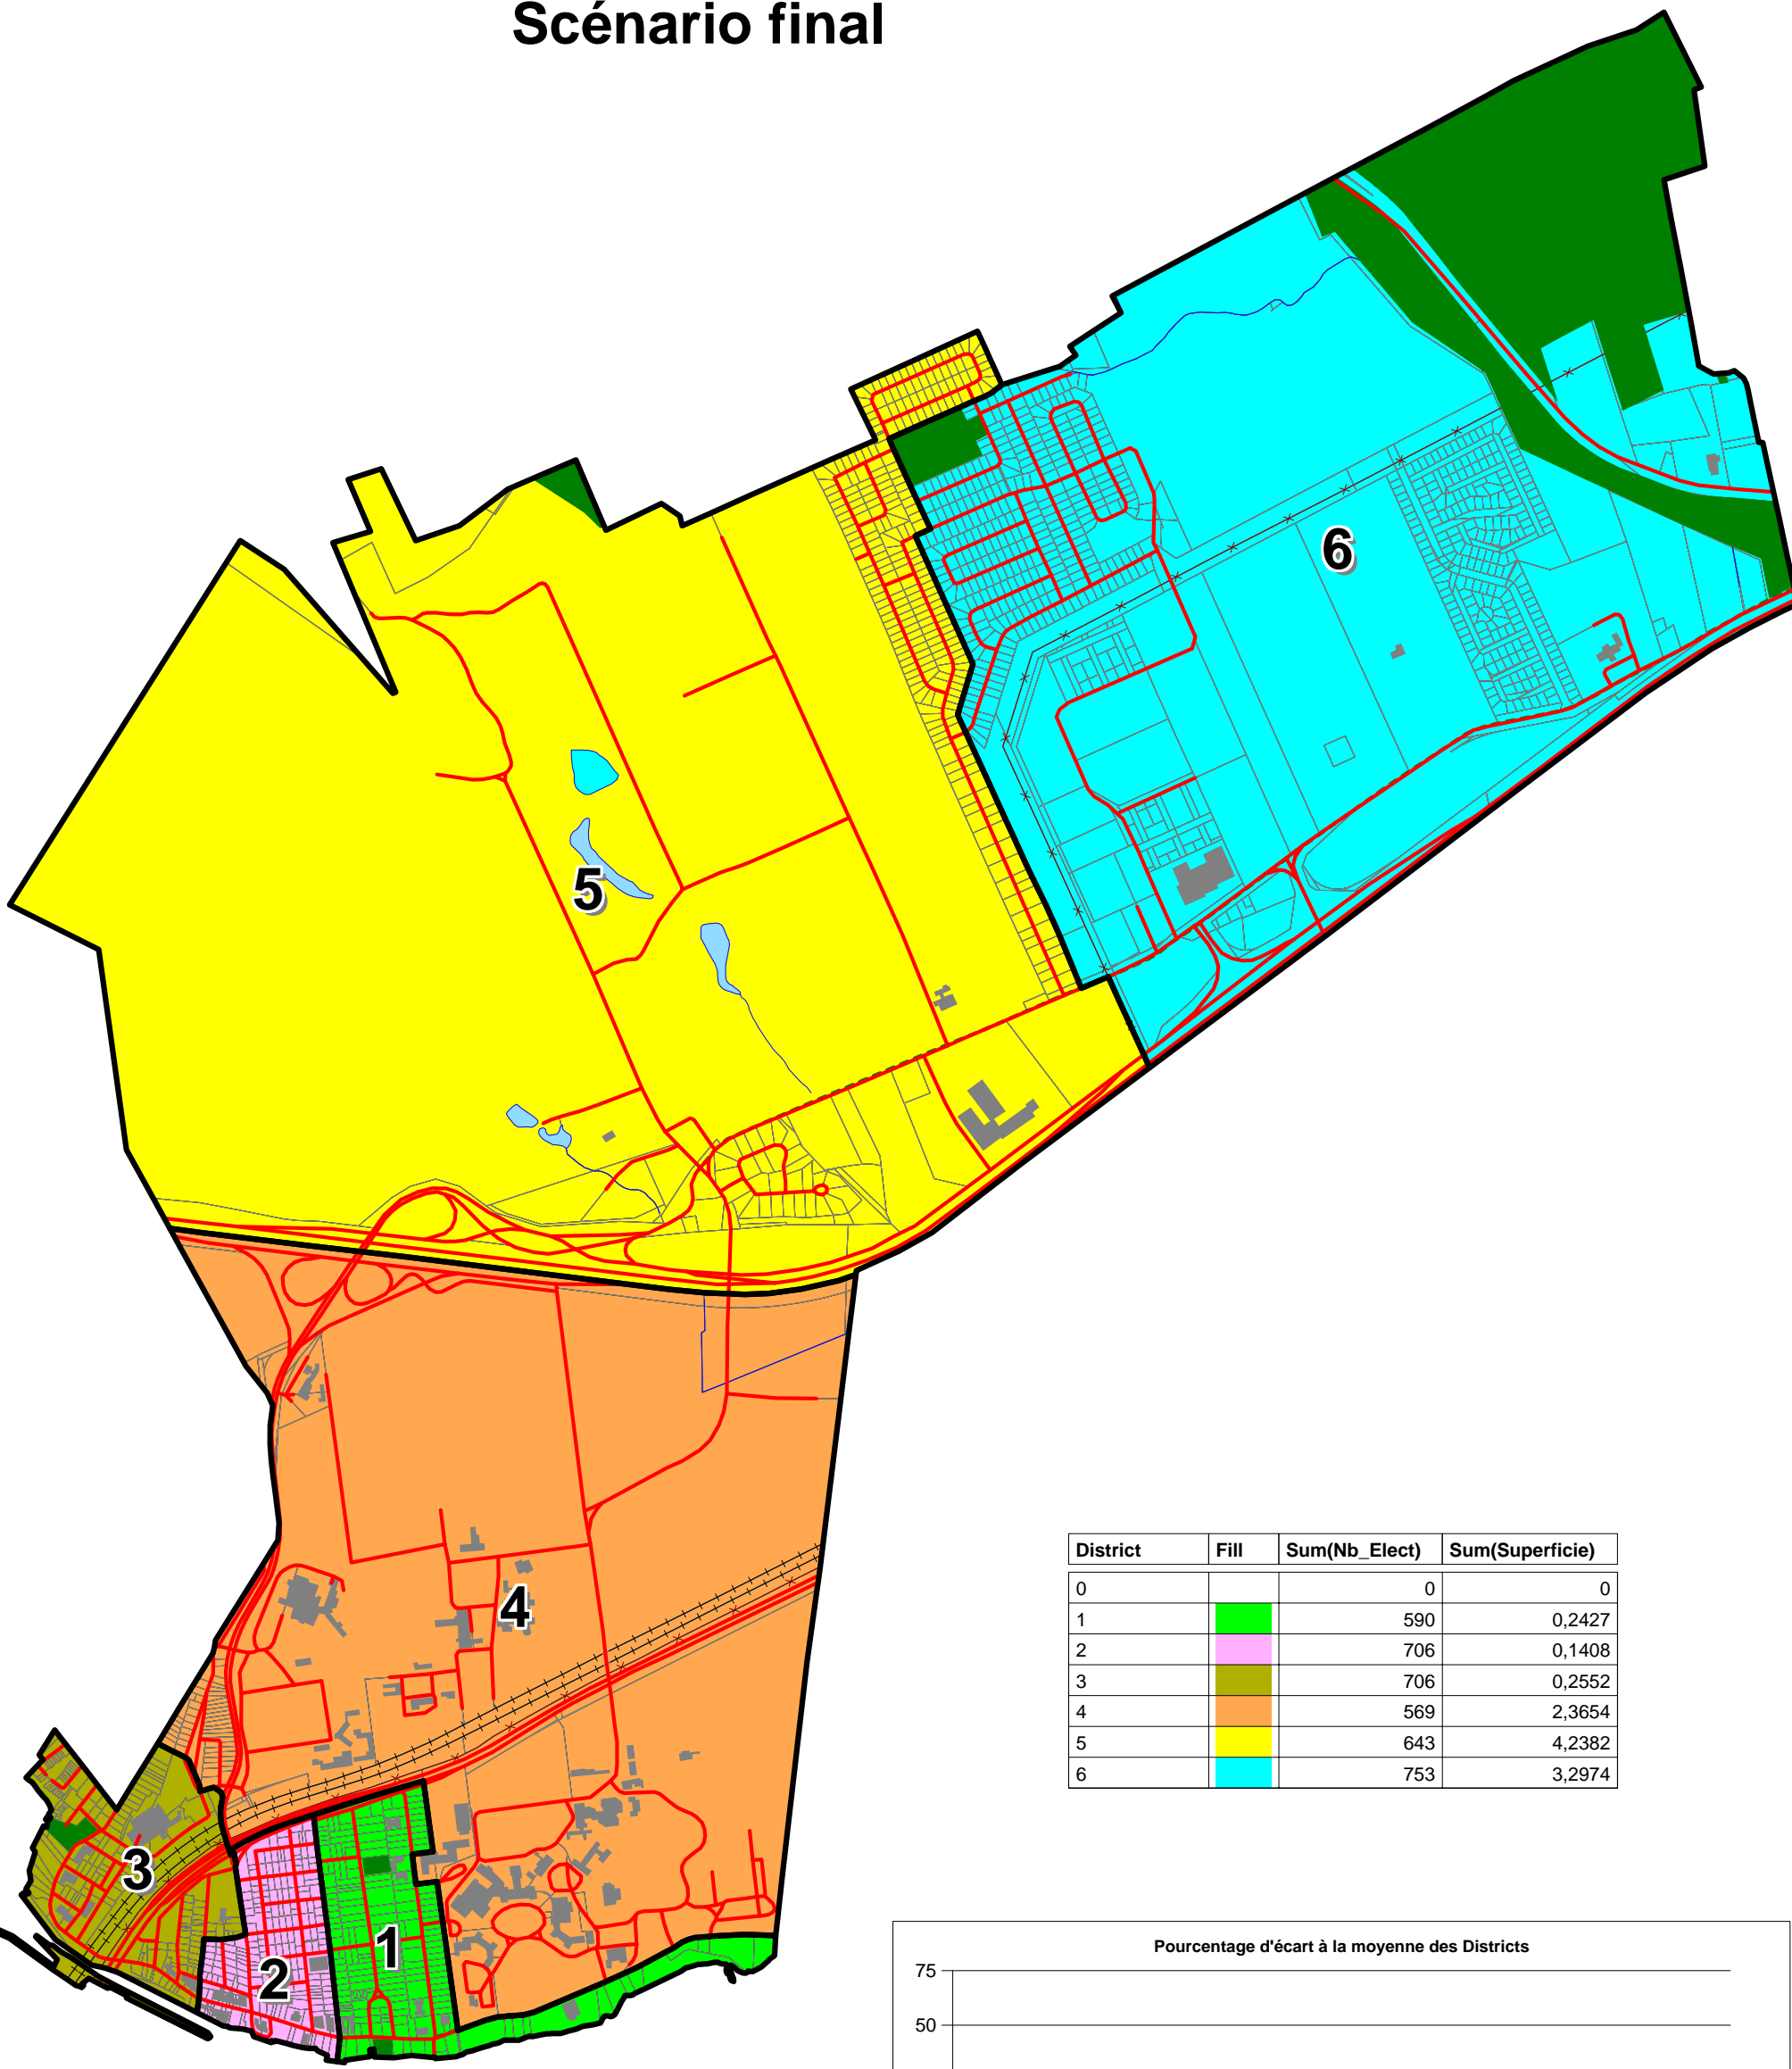 Scénario final
6
5
4
3
1
2
District Fill Sum(Nb_Elect) Sum(Superficie)
0 0 0
1 590 0,2427
2 706 0,1408
3 706 0,2552
4 569 2,3654
5 643 4,2382
6 753 3,2974
Pourcentage d'écart à la moyenne des Districts
75
50